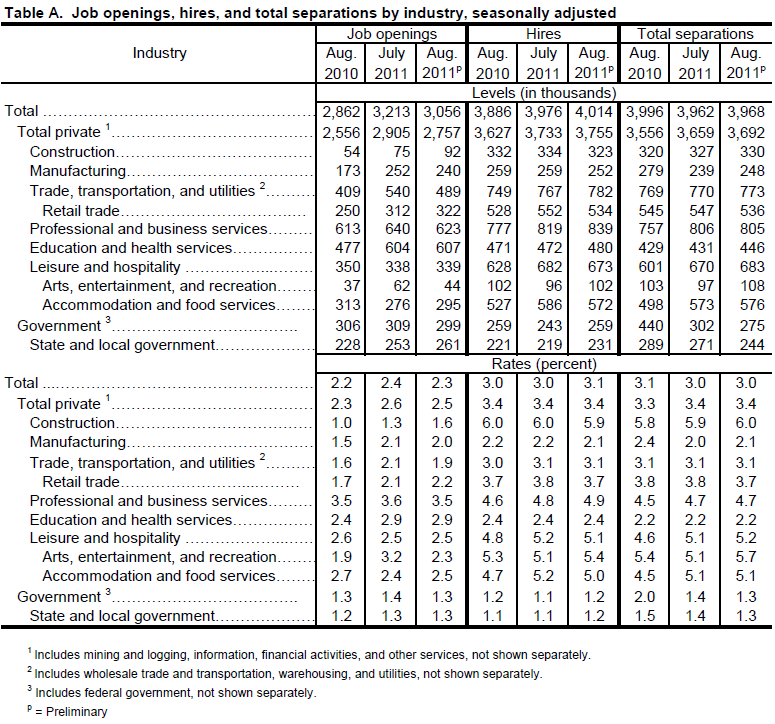 Table A. Job openings, hires, and total separations by industry, seasonally adjusted
Industry Job openings Hires Total separations
Aug. 2010 July 2011 Aug. 2011p Aug. 2010 July 2011 Aug. 2011p Aug. 2010 July 2011 Aug. 2011p
Levels (in thousands)
Total 2,862 3,213 3,056 3,886 3,976 4,014 3,996 3,962 3,968
Total private 1 2,556 2,905 2,757 3,627 3,733 3,755 3,556 3,659 3,692
Construction 54 75 92 332 334 323 320 327 330
Manufacturing 173 252 240 259 259 252 279 239 248
Trade, transportation, and utilities 2 409 540 489 749 767 782 769 770 773
Retail trade 250 312 322 528 552 534 545 547 536
Professional and business services 613 640 623 777 819 839 757 806 805
Education and health services 477 604 607 471 472 480 429 431 446
Leisure and hospitality 350 338 339 628 682 673 601 670 683
Arts, entertainment, and recreation 37 62 44 102 96 102 103 97 108
Accommodation and food services 313 276 295 527 586 572 498 573 576
Government 3 306 309 299 259 243 259 440 302 275
State and local government 228 253 261 221 219 231 289 271 244
Rates (percent)
Total 2.2 2.4 2.3 3.0 3.0 3.1 3.1 3.0 3.0
Total private 1 2.3 2.6 2.5 3.4 3.4 3.4 3.3 3.4 3.4
Construction 1.0 1.3 1.6 6.0 6.0 5.9 5.8 5.9 6.0
Manufacturing 1.5 2.1 2.0 2.2 2.2 2.1 2.4 2.0 2.1
Trade, transportation, and utilities 2 1.6 2.1 1.9 3.0 3.1 3.1 3.1 3.1 3.1
Retail trade 1.7 2.1 2.2 3.7 3.8 3.7 3.8 3.8 3.7
Professional and business services 3.5 3.6 3.5 4.6 4.8 4.9 4.5 4.7 4.7
Education and health services 2.4 2.9 2.9 2.4 2.4 2.4 2.2 2.2 2.2
Leisure and hospitality 2.6 2.5 2.5 4.8 5.2 5.1 4.6 5.1 5.2
Arts, entertainment, and recreation 1.9 3.2 2.3 5.3 5.1 5.4 5.4 5.1 5.7
Accommodation and food services 2.7 2.4 2.5 4.7 5.2 5.0 4.5 5.1 5.1
Government 3 1.3 1.4 1.3 1.2 1.1 1.2 2.0 1.4 1.3
State and local government 1.2 1.3 1.3 1.1 1.1 1.2 1.5 1.4 1.3
1 Includes mining and logging, information, financial activities, and other services, not shown separately.
2 Includes wholesale trade and transportation, warehousing, and utilities, not shown separately.
3 Includes federal government, not shown separately.
p = Preliminary